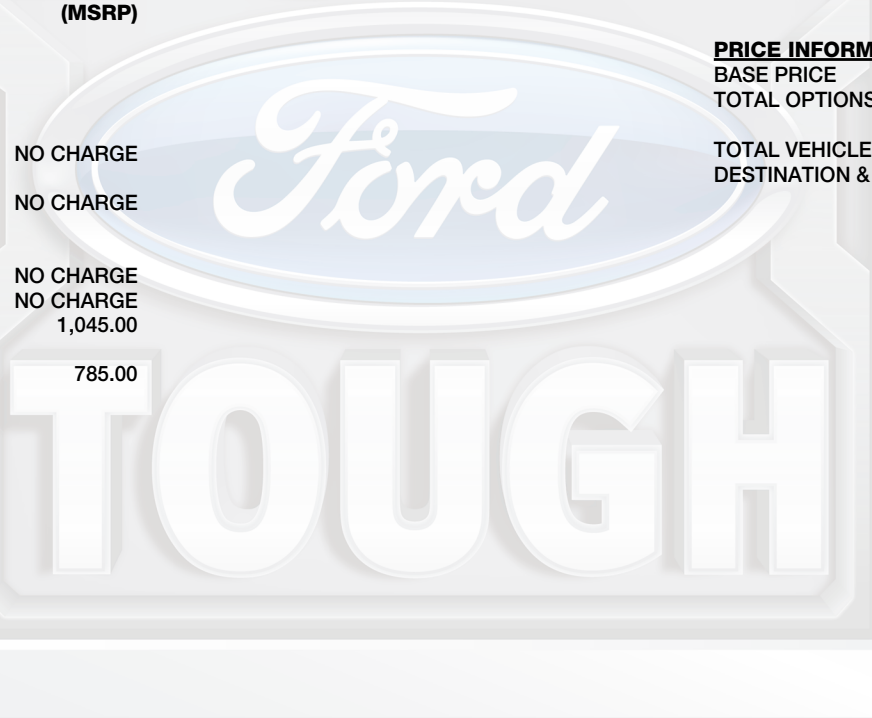 (MSRP)
NO CHARGE
NO CHARGE
NO CHARGE
NO CHARGE
1,045.00
785.00
PRICE INFORM
BASE PRICE
TOTAL OPTIONS
TOTAL VEHICLE
DESTINATION &
Ford
TOUGH